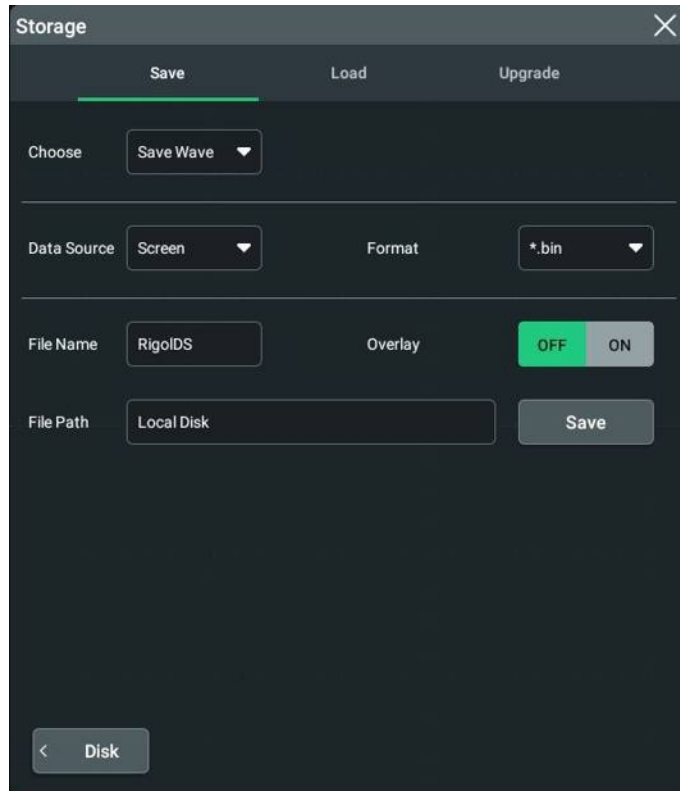 Storage
Save Load Upgrade
Choose Save Wave
Data Source Screen Format *.bin
File Name RigolDS Overlay OFF ON
File Path Local Disk Save
Disk